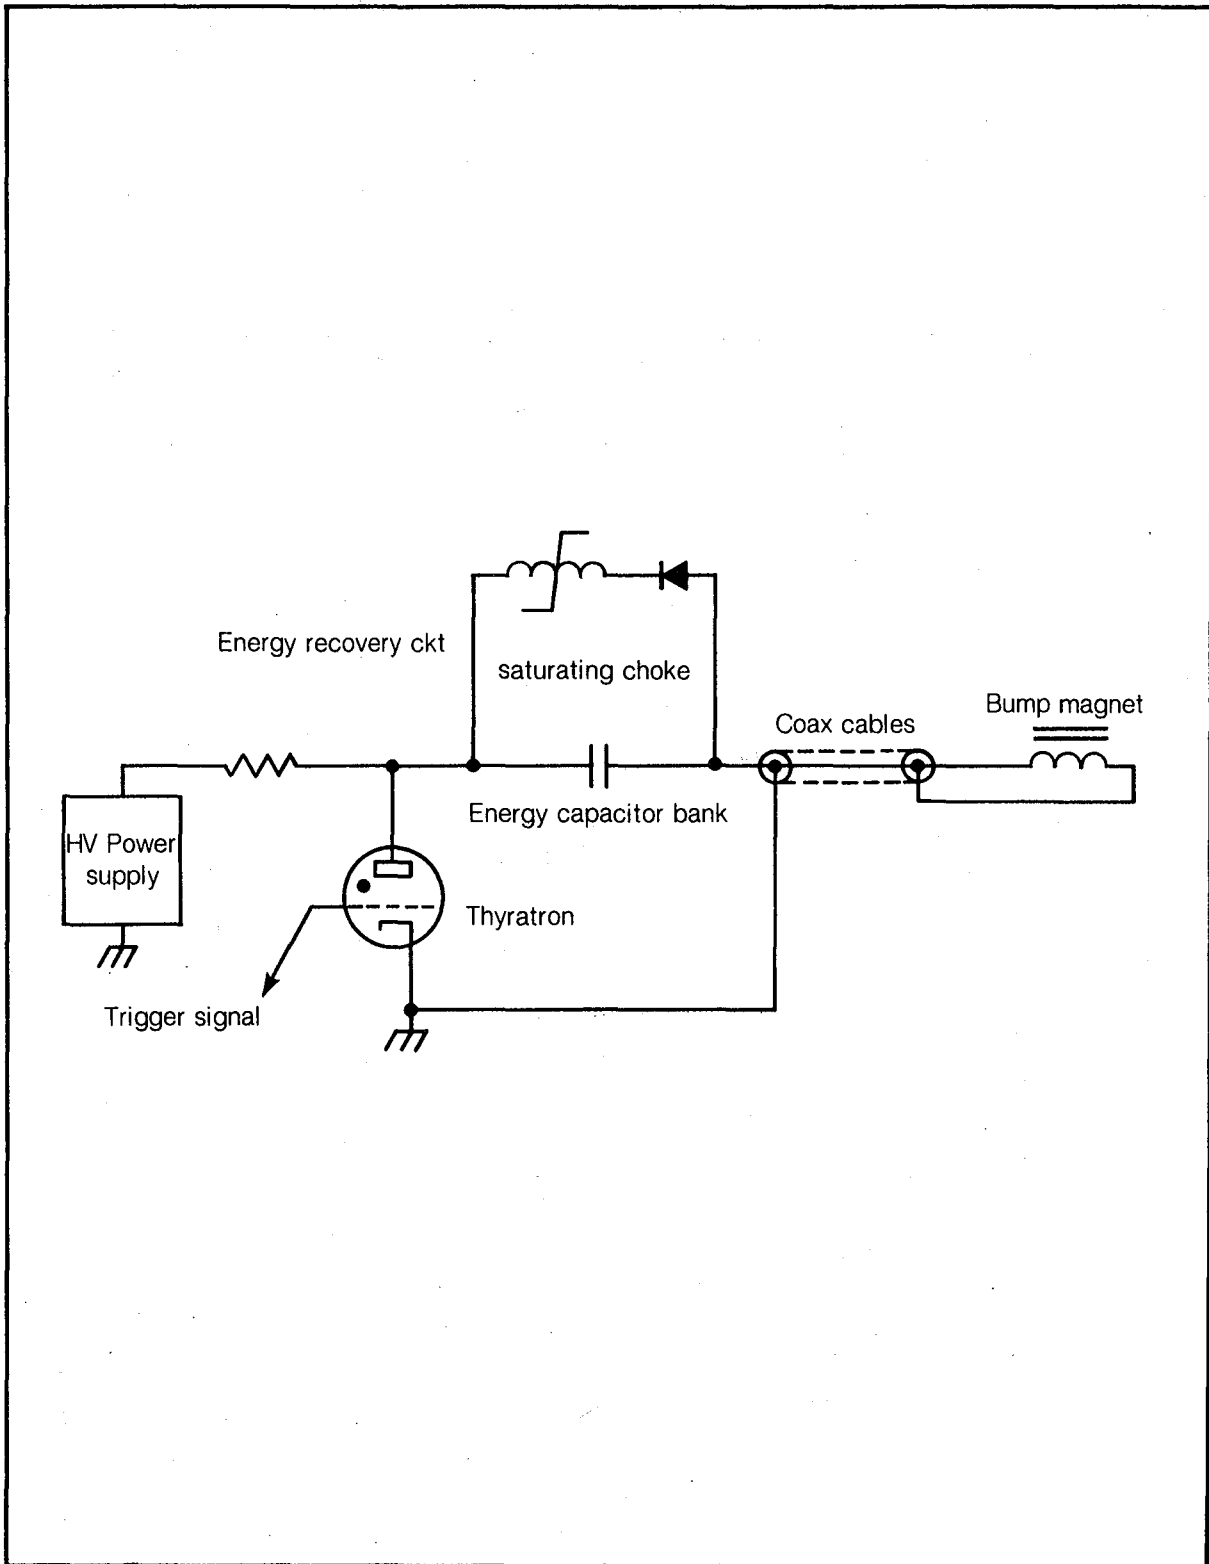 Energy recovery ckt
saturating choke
Bump magnet
Coax cables
Energy capacitor bank
HV Power
supply
Thyratron
Trigger signal